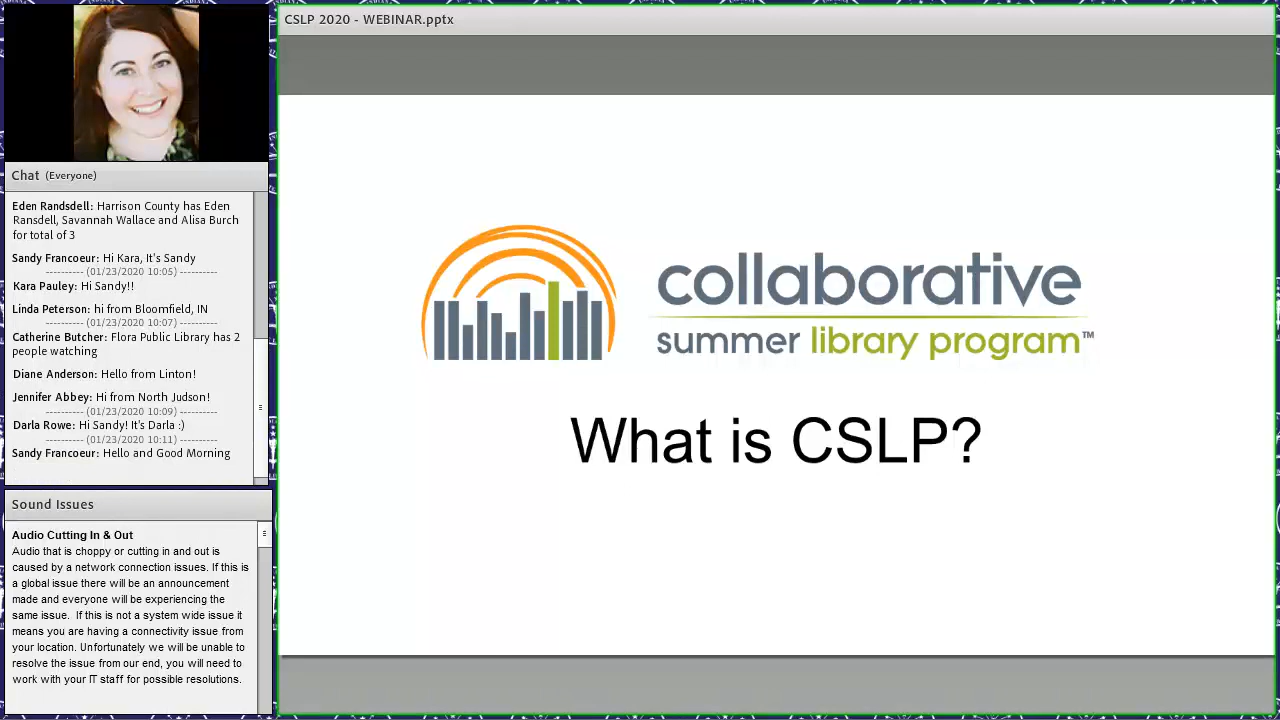 CSLP 2020 - WEBINAR.pptx
Chat (Everyone)
Eden Randsdell: Harrison County has Eden
Ransdell, Savannah Wallace and Alisa Burch
for total of 3
Sandy Francoeur: Hi Kara, It's Sandy
---------- (01/23/2020 10:05) ----------
Kara Pauley: Hi Sandy!!
Linda Peterson: hi from Bloomfield, IN
---------- (01/23/2020 10:07) ----------
Catherine Butcher: Flora Public Library has 2
people watching
Diane Anderson: Hello from Linton!
Jennifer Abbey: Hi from North Judson!
---------- (01/23/2020 10:09) ----------
Darla Rowe: Hi Sandy! It's Darla :)
---------- (01/23/2020 10:11) ----------
Sandy Francoeur: Hello and Good Morning
Sound Issues
Audio Cutting In & Out
Audio that is choppy or cutting in and out is
caused by a network connection issues. If this is
a global issue there will be an announcement
made and everyone will be experiencing the
same issue.  If this is not a system wide issue it
means you are having a connectivity issue from
your location. Unfortunately we will be unable to
resolve the issue from our end, you will need to
work with your IT staff for possible resolutions.
collaborative
summer library program™
What is CSLP?